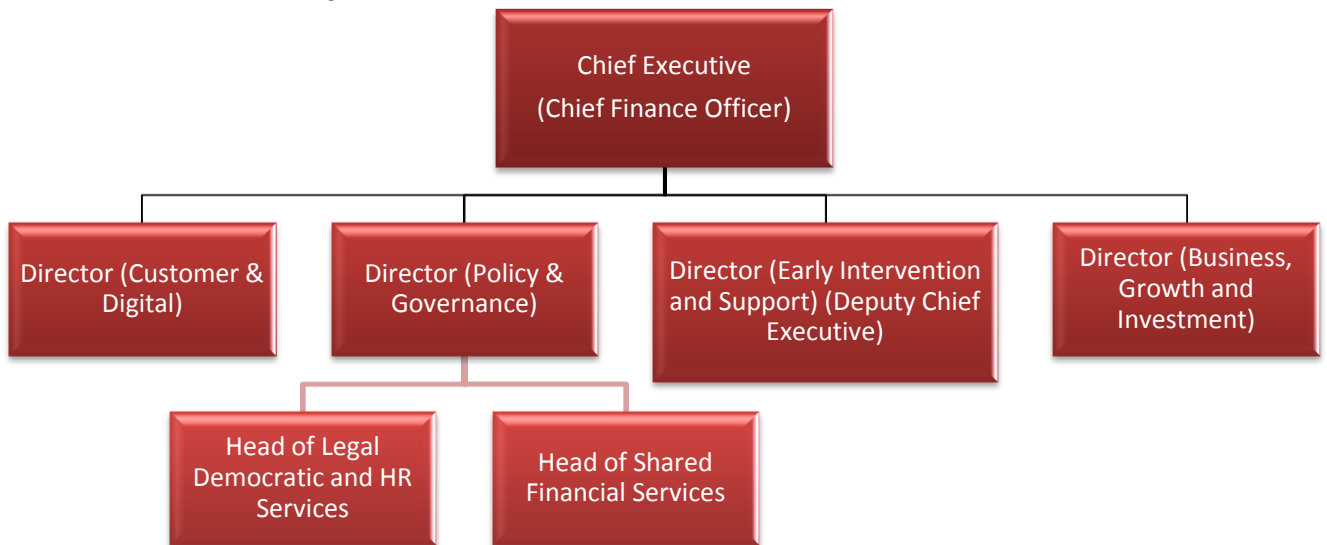 Chief Executive
(Chief Finance Officer)
Director (Customer &
Digital)
Director (Policy &
Governance)
Director (Early Intervention
and Support) (Deputy Chief
Executive)
Director (Business,
Growth and
Investment)
Head of Legal
Democratic and HR
Services
Head of Shared
Financial Services